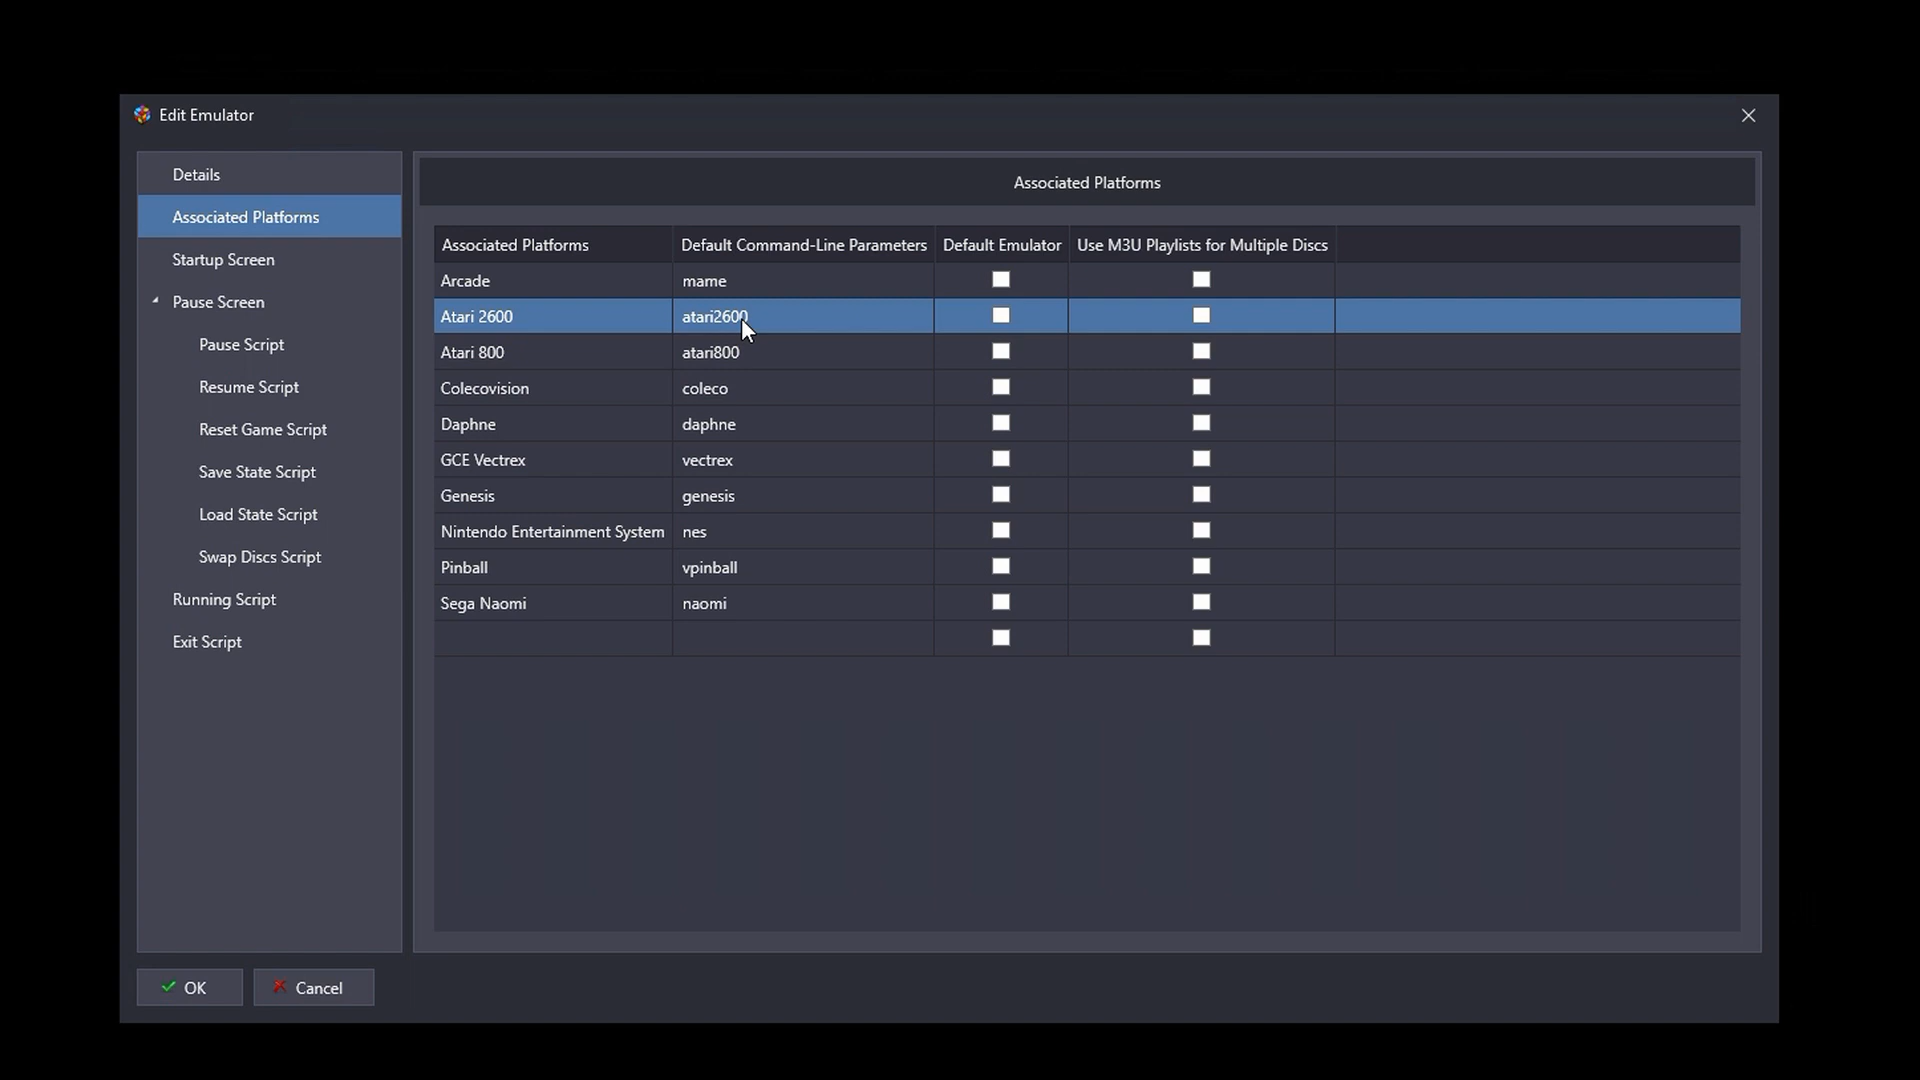 Edit Emulator
Details
Associated Platforms
Startup Screen
Pause Screen
Pause Script
Resume Script
Reset Game Script
Save State Script
Load State Script
Swap Discs Script
Running Script
Exit Script
Associated Platforms
Associated Platforms Default Command-Line Parameters Default Emulator Use M3U Playlists for Multiple Discs
Arcade mame
Atari 2600 atari2600
Atari 800 atari800
Colecovision coleco
Daphne daphne
GCE Vectrex vectrex
Genesis genesis
Nintendo Entertainment System nes
Pinball vpinball
Sega Naomi naomi
OK Cancel